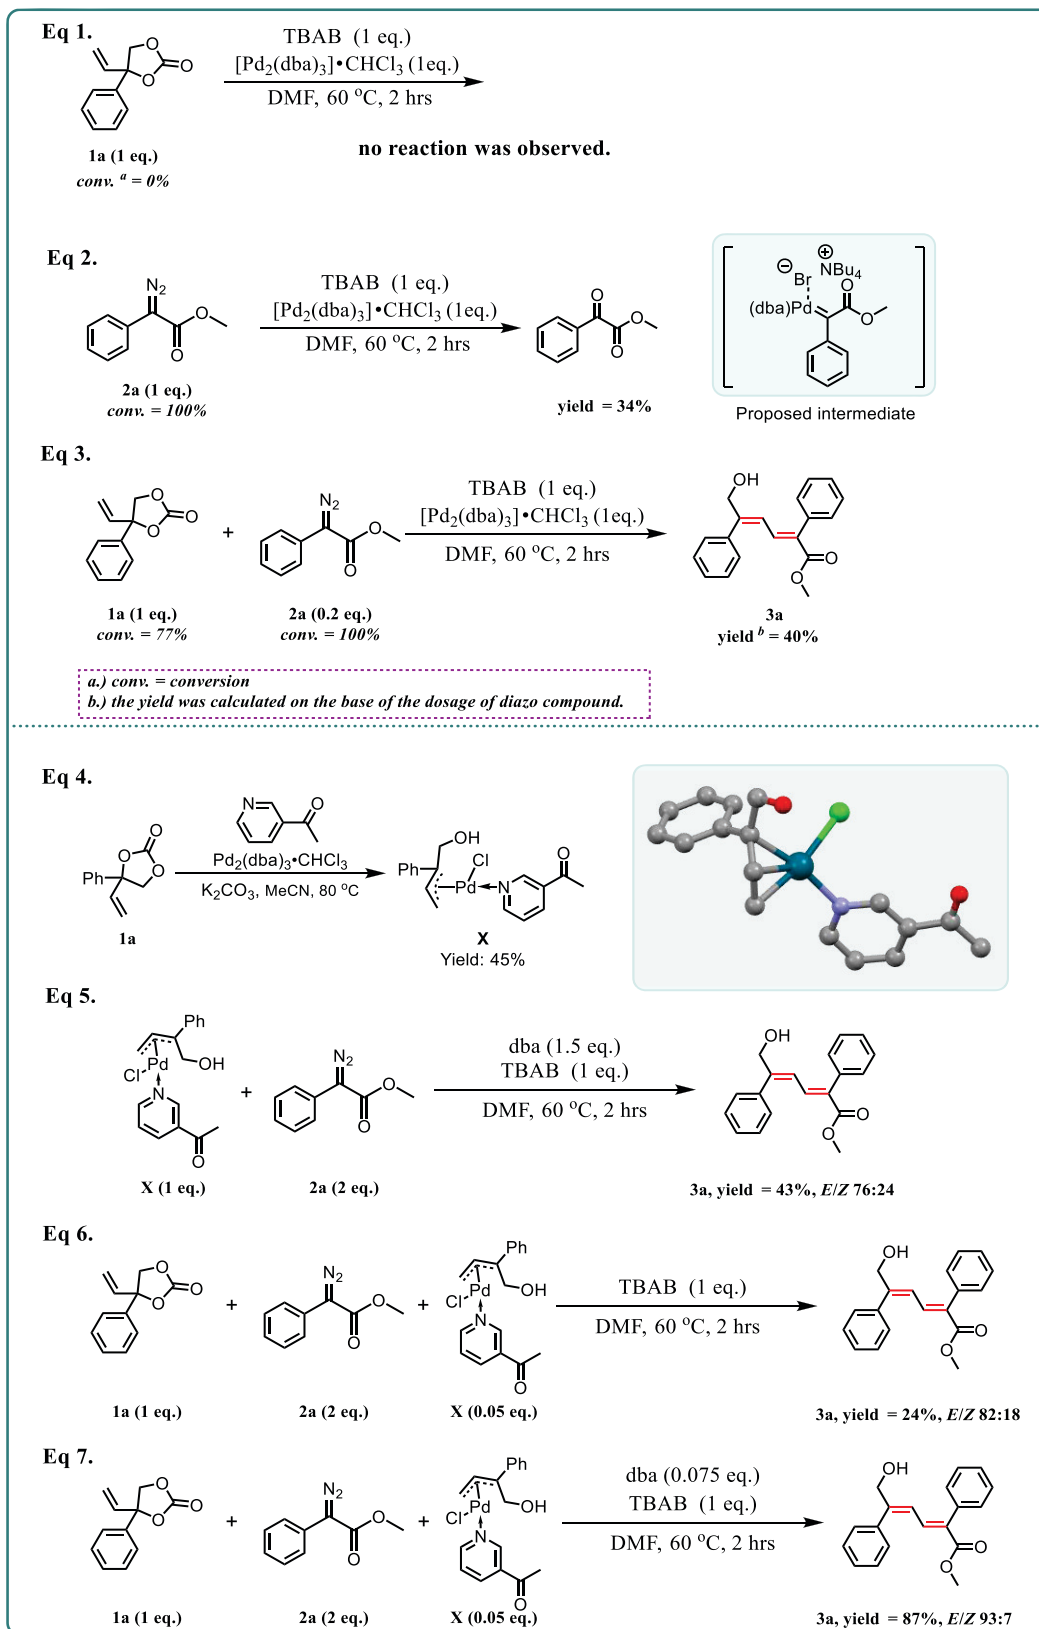 Eq 1.
O
O
O
TBAB (1 eq.)
[Pd2(dba)3]•CHCl3 (1eq.)
DMF, 60 oC, 2 hrs
1a (1 eq.)
conv. a = 0%
no reaction was observed.
Eq 2.
N2
O
O
TBAB (1 eq.)
[Pd2(dba)3]•CHCl3 (1eq.)
DMF, 60 oC, 2 hrs
O
O
O
2a (1 eq.)
conv. = 100%
yield = 34%
⊖ ⊕
Br NBu4
O
(dba)Pd
O
Proposed intermediate
Eq 3.
O
O
O
+
N2
O
O
TBAB (1 eq.)
[Pd2(dba)3]•CHCl3 (1eq.)
DMF, 60 oC, 2 hrs
OH
O
O
1a (1 eq.)
conv. = 77%
2a (0.2 eq.)
conv. = 100%
3a
yield b = 40%
a.) conv. = conversion
b.) the yield was calculated on the base of the dosage of diazo compound.
Eq 4.
O
O
O
Ph
1a
N
O
Pd2(dba)3•CHCl3
K2CO3, MeCN, 80 oC
OH
Ph
Cl
Pd
N
O
X
Yield: 45%
Eq 5.
Ph
Pd
OH
Cl
N
O
+
N2
O
O
dba (1.5 eq.)
TBAB (1 eq.)
DMF, 60 oC, 2 hrs
OH
O
O
X (1 eq.)
2a (2 eq.)
3a, yield = 43%, E/Z 76:24
Eq 6.
O
O
O
+
N2
O
O
+
Ph
Pd
OH
Cl
N
O
TBAB (1 eq.)
DMF, 60 oC, 2 hrs
OH
O
O
1a (1 eq.)
2a (2 eq.)
X (0.05 eq.)
3a, yield = 24%, E/Z 82:18
Eq 7.
O
O
O
+
N2
O
O
+
Ph
Pd
OH
Cl
N
O
dba (0.075 eq.)
TBAB (1 eq.)
DMF, 60 oC, 2 hrs
OH
O
O
1a (1 eq.)
2a (2 eq.)
X (0.05 eq.)
3a, yield = 87%, E/Z 93:7